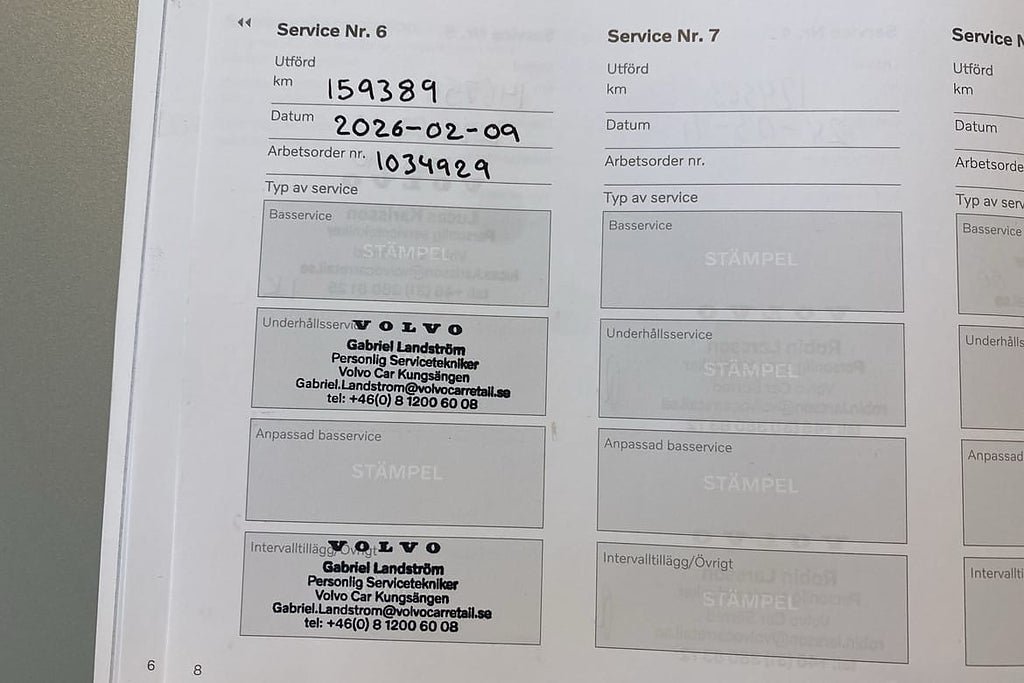 Service Nr. 6
Utförd
km 159389
Datum 2026-02-09
Arbetsorder nr. 1034929
Typ av service
Basservice
STÄMPEL
Underhållsservi
VOLVO
Gabriel Landström
Personlig Servicetekniker
Volvo Car Kungsängen
Gabriel.Landstrom@volvocarretail.se
tel: +46(0) 8 1200 60 08
Anpassad basservice
STÄMPEL
Intervalltillägg/Övrigt
VOLVO
Gabriel Landström
Personlig Servicetekniker
Volvo Car Kungsängen
Gabriel.Landstrom@volvocarretail.se
tel: +46(0) 8 1200 60 08
Service Nr. 7
Utförd
km
Datum
Arbetsorder nr.
Typ av service
Basservice
STÄMPEL
Underhållsservice
STÄMPEL
Anpassad basservice
STÄMPEL
Intervalltillägg/Övrigt
STÄMPEL
Service N
Utförd
km
Datum
Arbetsorde
Typ av serv
Basservice
Underhålls
Anpassad
Intervallti
6
8